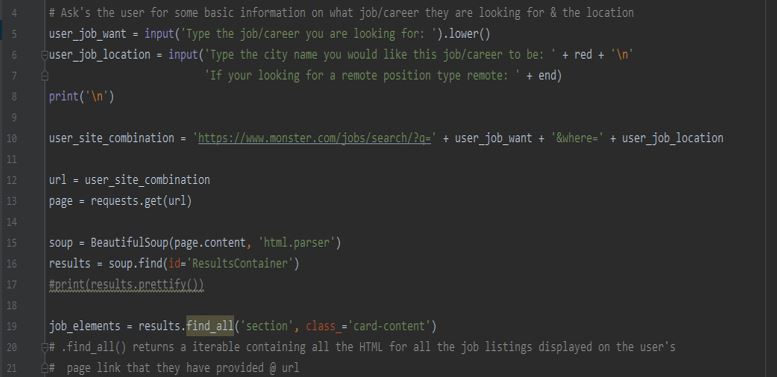 4 # Ask's the user for some basic information on what job/career they are looking for & the location
5 user_job_want = input('Type the job/career you are looking for: ').lower()
6 user_job_location = input('Type the city name you would like this job/career to be: ' + red + '\n'
7 'If your looking for a remote position type remote: ' + end)
8 print('\n')
9
10 user_site_combination = 'https://www.monster.com/jobs/search/?q=' + user_job_want + '&where=' + user_job_location
11
12 url = user_site_combination
13 page = requests.get(url)
14
15 soup = BeautifulSoup(page.content, 'html.parser')
16 results = soup.find(id='ResultsContainer')
17 #print(results.prettify())
18
19 job_elements = results.find_all('section', class_='card-content')
20 # .find_all() returns a iterable containing all the HTML for all the job listings displayed on the user's
21 # page link that they have provided @ url